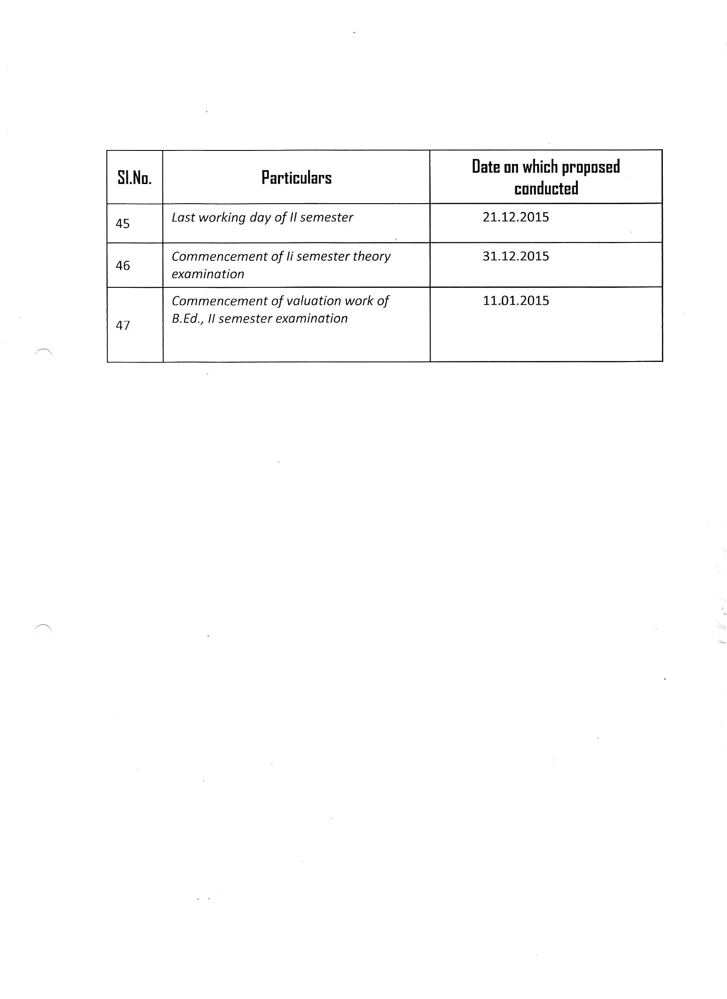 Sl.No.
Particulars
Date on which proposed
conducted
45
Last working day of II semester
21.12.2015
46
Commencement of Ii semester theory
examination
31.12.2015
47
Commencement of valuation work of
B.Ed., II semester examination
11.01.2015